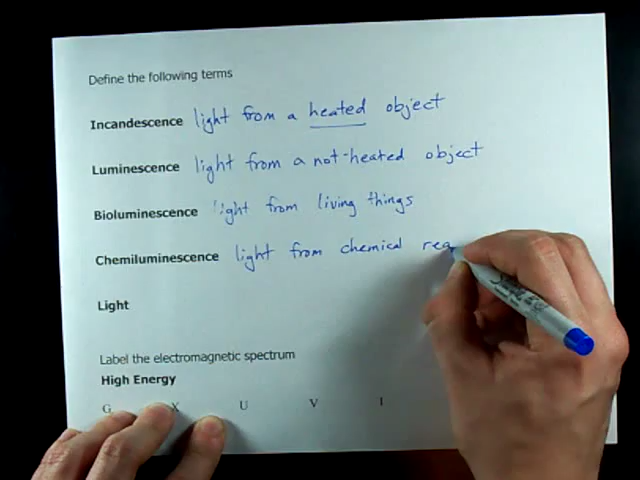 Define the following terms
Incandescence light from a heated object
Luminescence light from a not-heated object
Bioluminescence light from living things
Chemiluminescence light from chemical rea
Light
Label the electromagnetic spectrum
High Energy
G X U V I